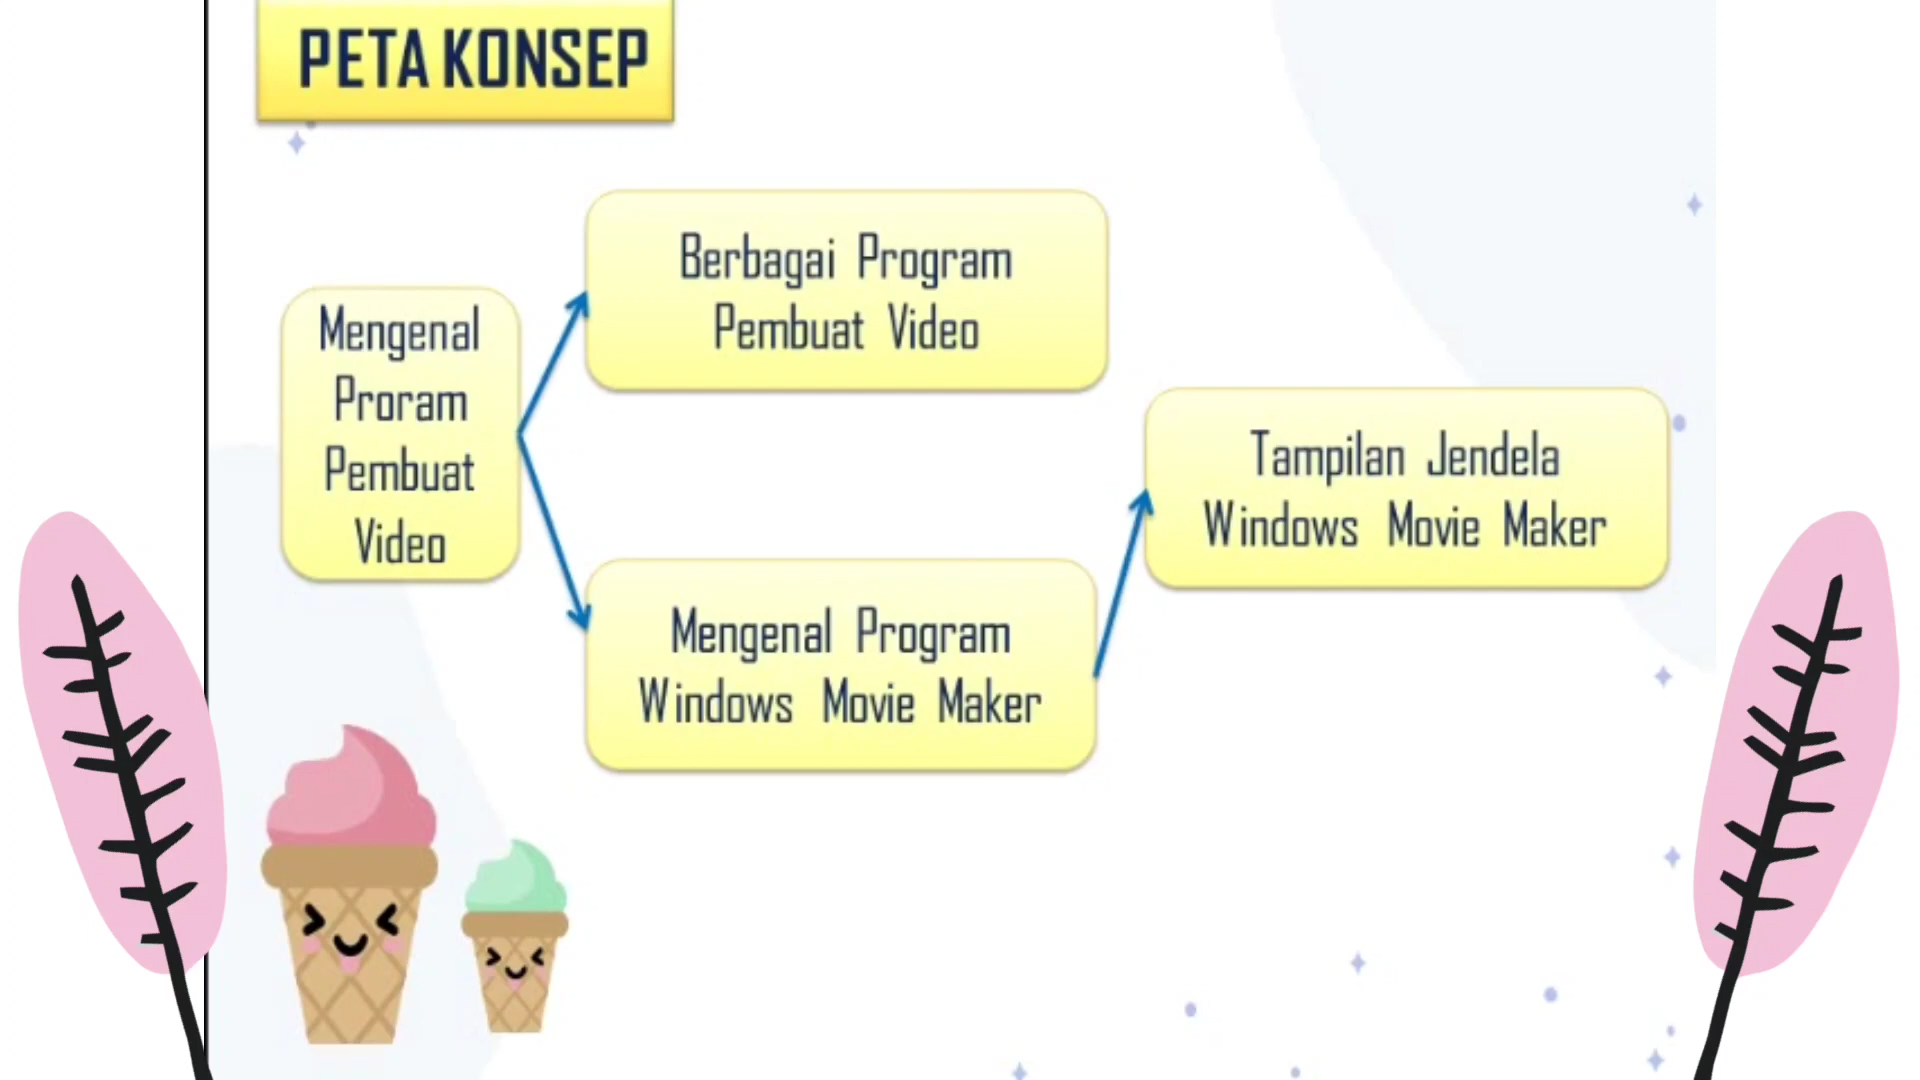 PETA KONSEP
Mengenal
Proram
Pembuat
Video
Berbagai Program
Pembuat Video
Mengenal Program
Windows Movie Maker
Tampilan Jendela
Windows Movie Maker